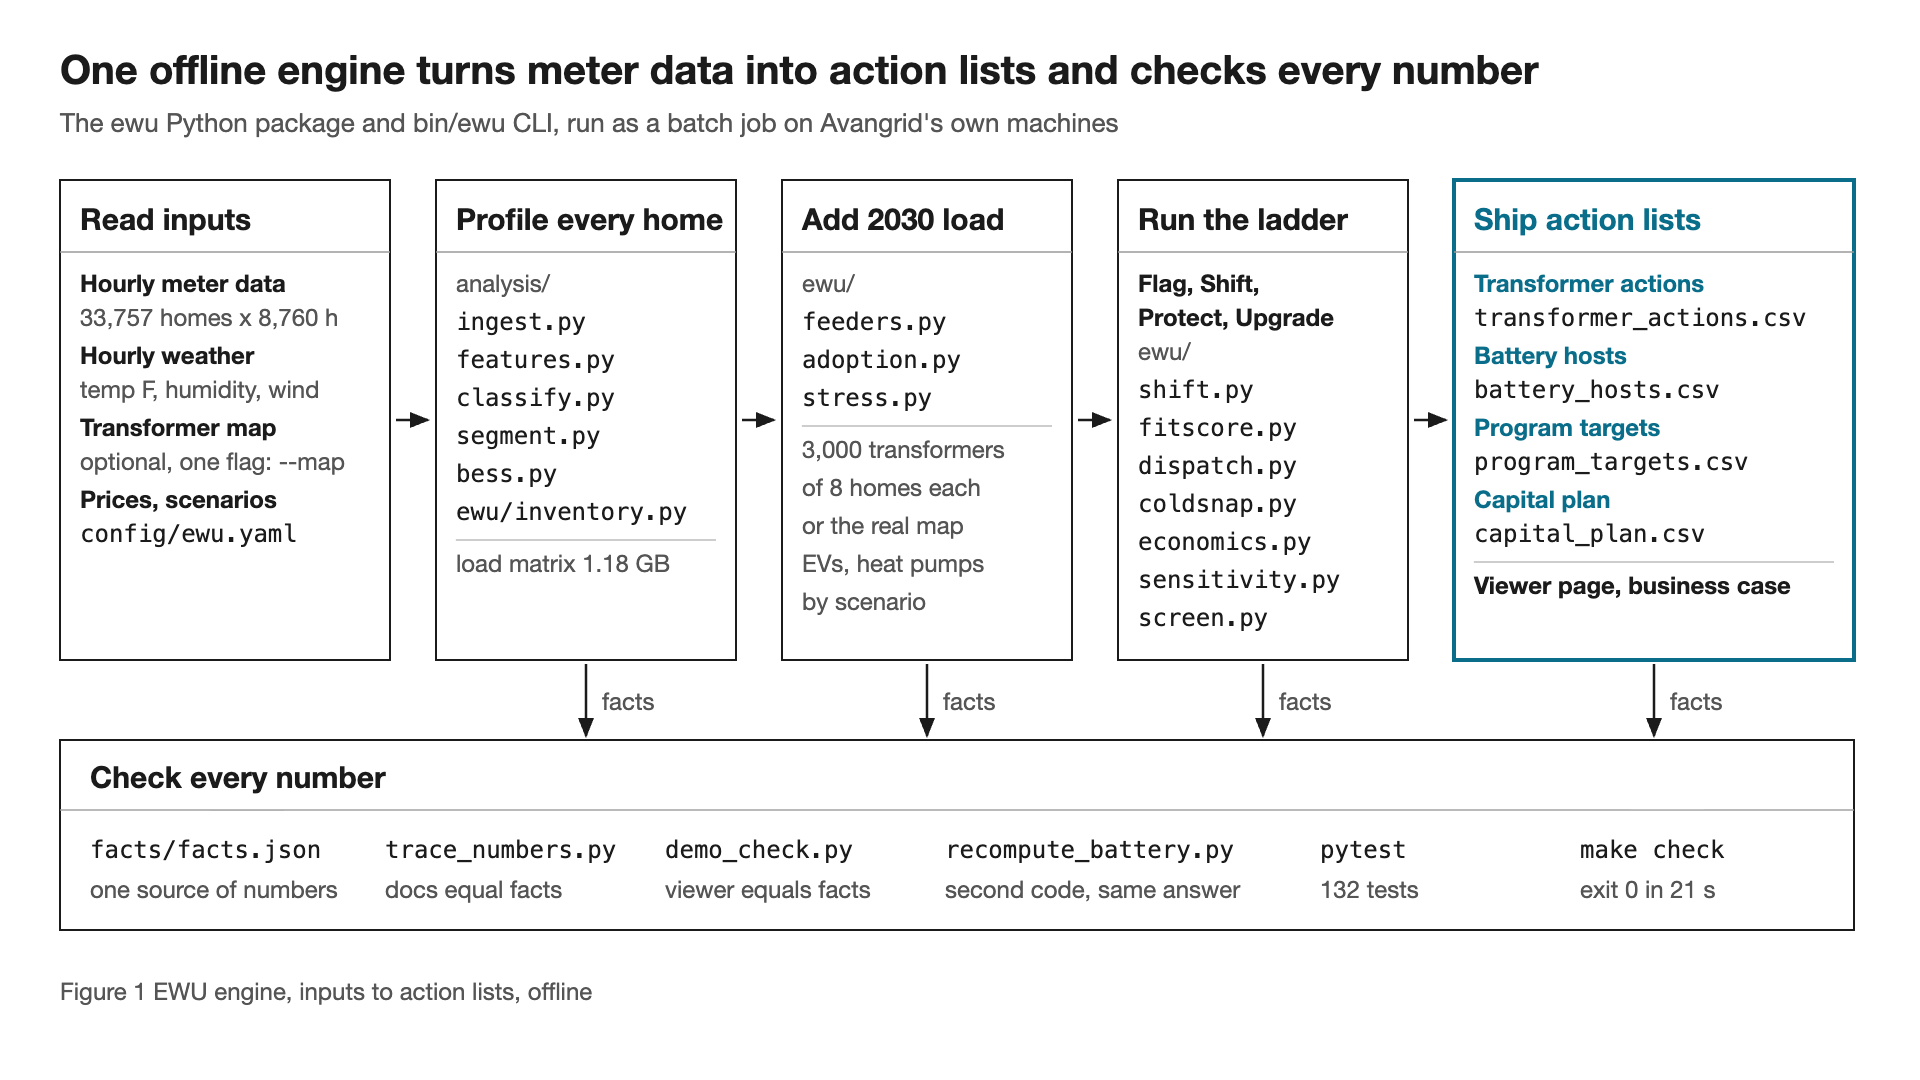 One offline engine turns meter data into action lists and checks every number
The ewu Python package and bin/ewu CLI, run as a batch job on Avangrid's own machines
Read inputs
Hourly meter data
33,757 homes x 8,760 h
Hourly weather
temp F, humidity, wind
Transformer map
optional, one flag: --map
Prices, scenarios
config/ewu.yaml
Profile every home
analysis/
ingest.py
features.py
classify.py
segment.py
bess.py
ewu/inventory.py
load matrix 1.18 GB
Add 2030 load
ewu/
feeders.py
adoption.py
stress.py
3,000 transformers
of 8 homes each
or the real map
EVs, heat pumps
by scenario
Run the ladder
Flag, Shift,
Protect, Upgrade
ewu/
shift.py
fitscore.py
dispatch.py
coldsnap.py
economics.py
sensitivity.py
screen.py
Ship action lists
Transformer actions
transformer_actions.csv
Battery hosts
battery_hosts.csv
Program targets
program_targets.csv
Capital plan
capital_plan.csv
Viewer page, business case
facts
facts
facts
facts
Check every number
facts/facts.json
one source of numbers
trace_numbers.py
docs equal facts
demo_check.py
viewer equals facts
recompute_battery.py
second code, same answer
pytest
132 tests
make check
exit 0 in 21 s
Figure 1 EWU engine, inputs to action lists, offline